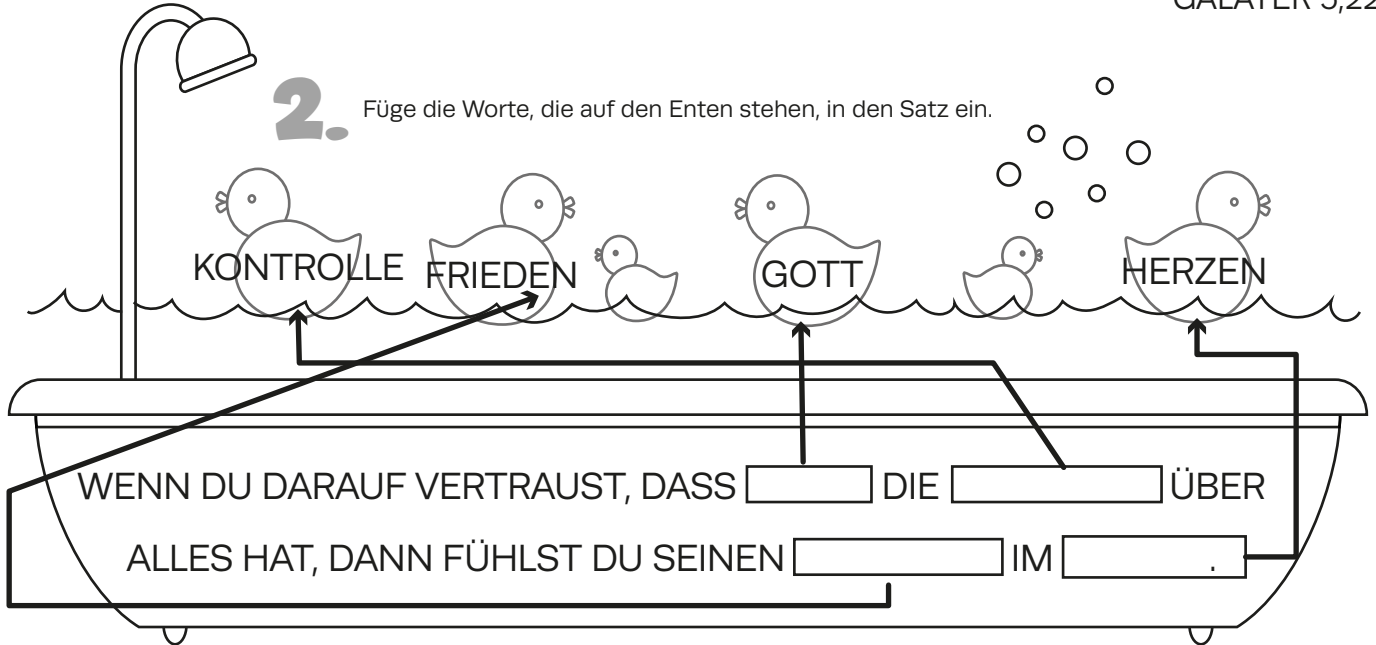 GALATER 5,22
2. Füge die Worte, die auf den Enten stehen, in den Satz ein.
KONTROLLE FRIEDEN GOTT HERZEN
WENN DU DARAUF VERTRAUST, DASS DIE ÜBER
ALLES HAT, DANN FÜHLST DU SEINEN IM .